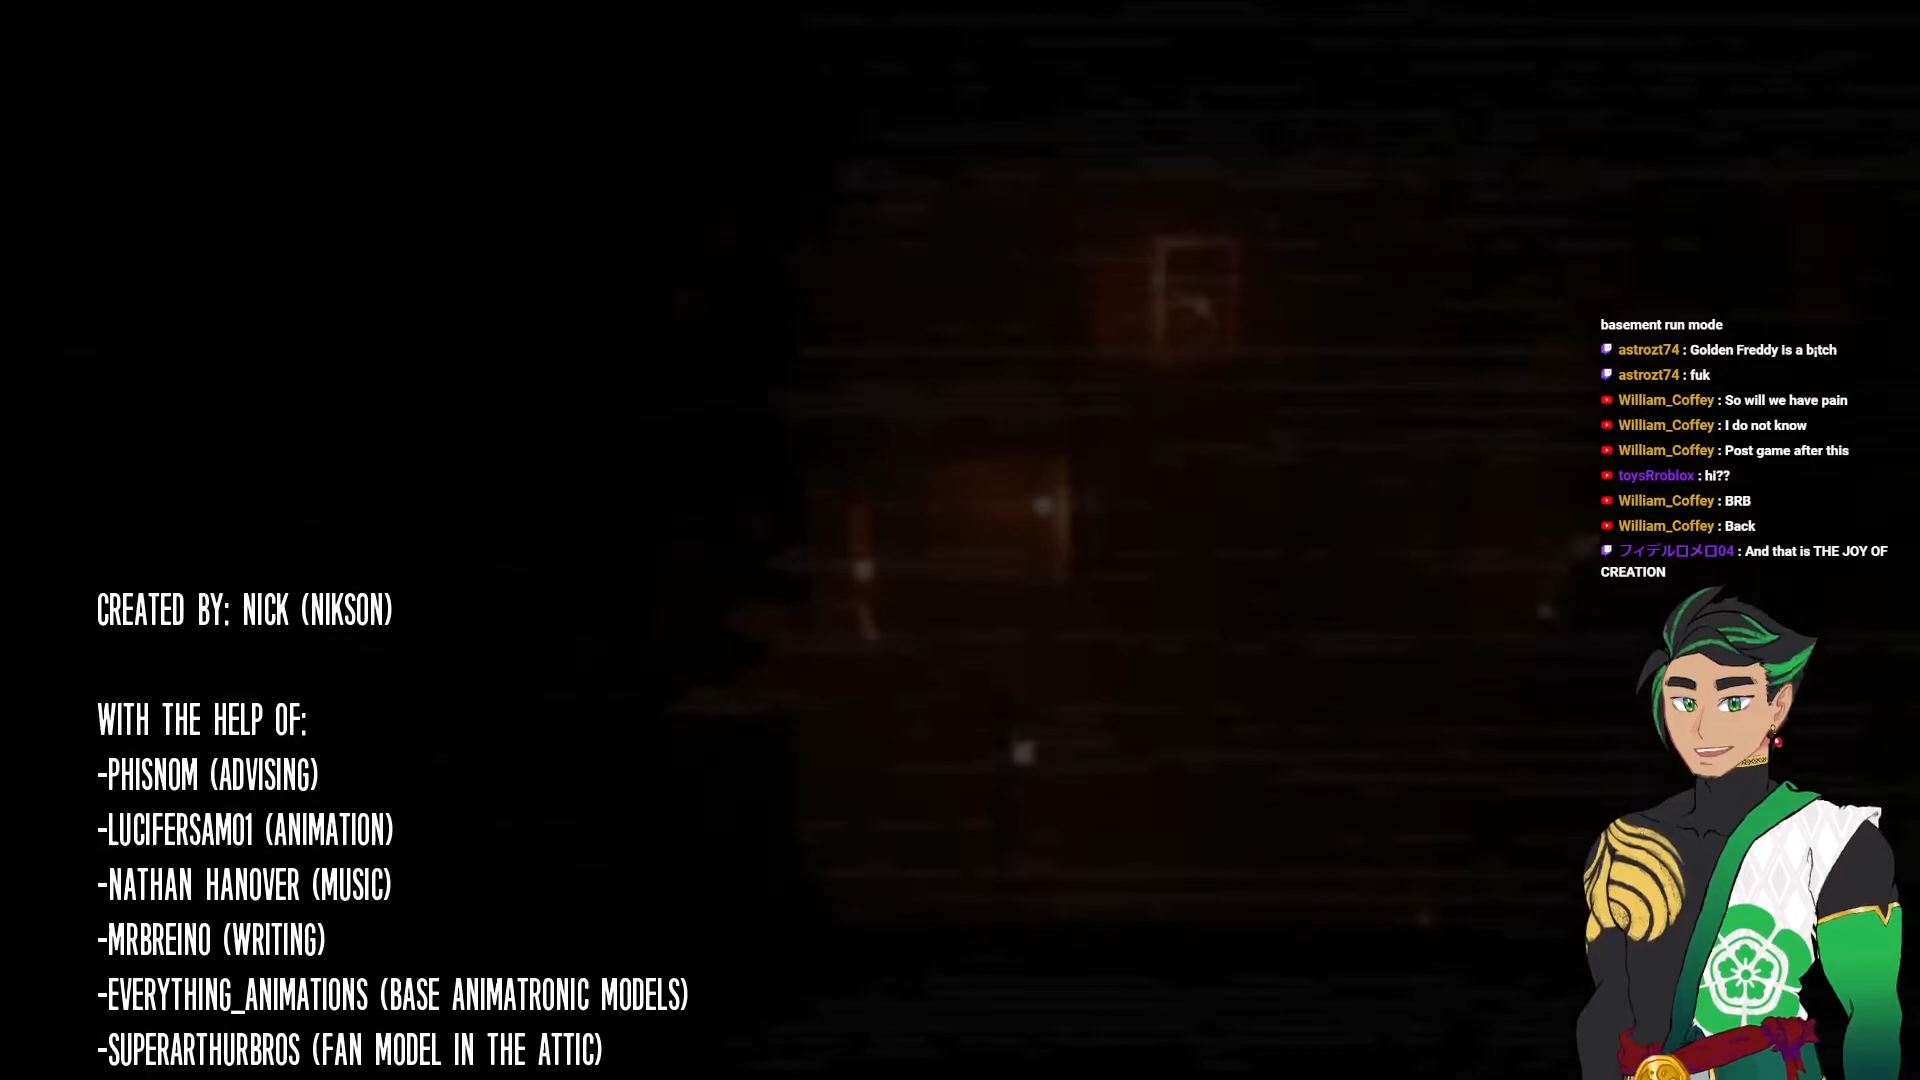 basement run mode
astrozt74 : Golden Freddy is a b¡tch
astrozt74 : fuk
William_Coffey : So will we have pain
William_Coffey : I do not know
William_Coffey : Post game after this
toysRroblox : hi??
William_Coffey : BRB
William_Coffey : Back
フィデルロメロ04 : And that is THE JOY OF
CREATION
CREATED BY: NICK (NIKSON)
WITH THE HELP OF:
-PHISNOM (ADVISING)
-LUCIFERSAM01 (ANIMATION)
-NATHAN HANOVER (MUSIC)
-MRBREINO (WRITING)
-EVERYTHING_ANIMATIONS (BASE ANIMATRONIC MODELS)
-SUPERARTHURBROS (FAN MODEL IN THE ATTIC)